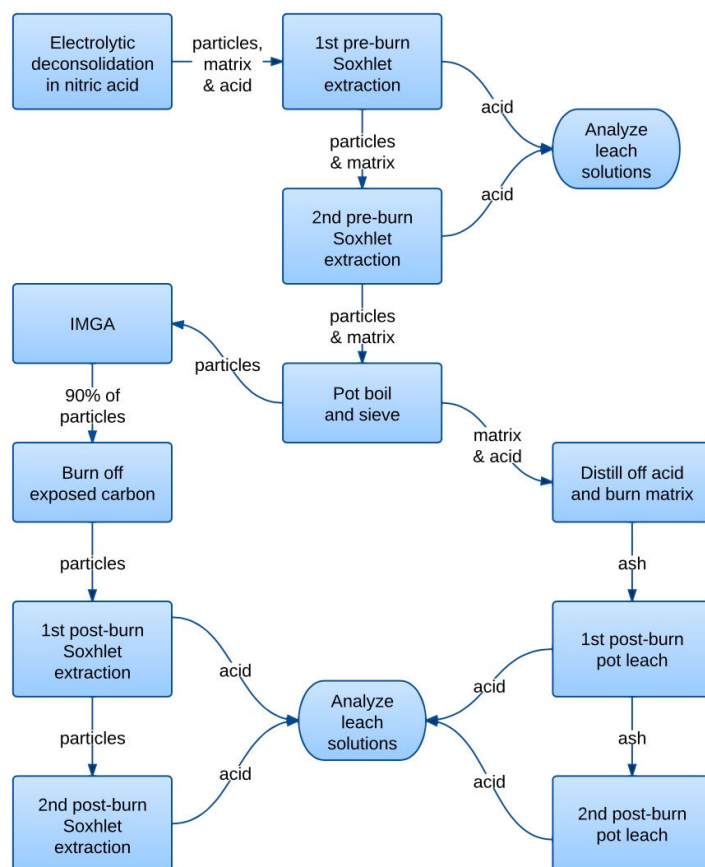 Electrolytic
deconsolidation
in nitric acid
particles,
matrix
& acid
1st pre-burn
Soxhlet
extraction
acid
Analyze
leach
solutions
particles
& matrix
acid
2nd pre-burn
Soxhlet
extraction
particles
& matrix
IMGA
particles
Pot boil
and sieve
90% of
particles
matrix
& acid
Burn off
exposed carbon
Distill off acid
and burn matrix
particles
ash
1st post-burn
Soxhlet
extraction
acid
Analyze
leach
solutions
acid
1st post-burn
pot leach
particles
ash
acid
acid
2nd post-burn
Soxhlet
extraction
2nd post-burn
pot leach